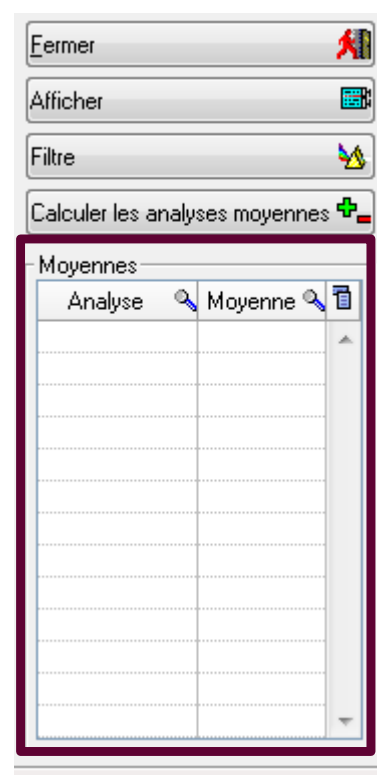 Fermer
Afficher
Filtre
Calculer les analyses moyennes
Moyennes
Analyse Moyenne